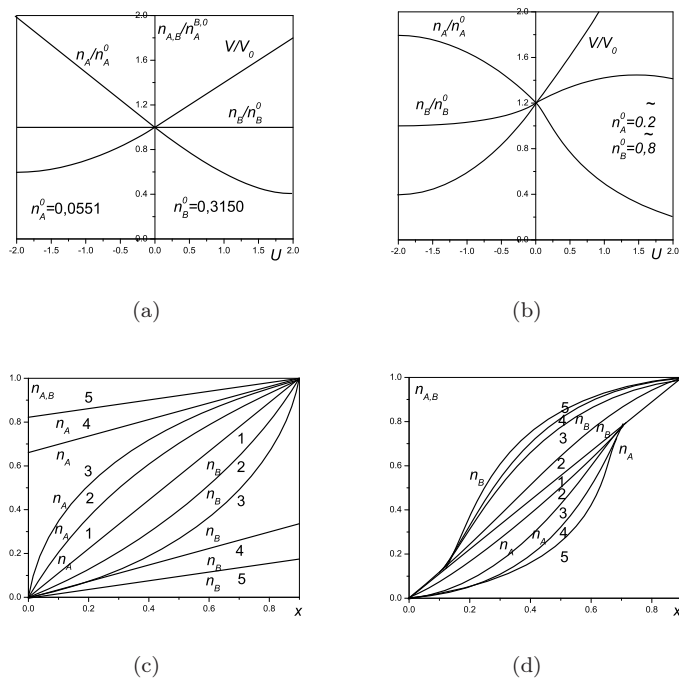 n_A/n_A^0
n_{A,B}/n_A^{B,0}
V/V_0
n_B/n_B^0
n_A^0=0,0551
n_B^0=0,3150
2.0
1.6
1.2
0.8
0.4
0.0
-2.0 -1.5 -1.0 -0.5 0.0 0.5 1.0 1.5 2.0
U
(a)
n_A/n_A^0
V/V_0
n_B/n_B^0
~
n_A^0=0.2
~
n_B^0=0,8
2.0
1.6
1.2
0.8
0.4
0.0
-2.0 -1.5 -1.0 -0.5 0.0 0.5 1.0 1.5 2.0
U
(b)
1.0
0.8
0.6
0.4
0.2
0.0
n_{A,B}
5
n_A 4
n_A
3
n_A 2
n_A 1
n_A
1
n_B 2
n_B 3
n_B
4
n_B
5
n_B
0.0 0.2 0.4 0.6 0.8
x
(c)
1.0
0.8
0.6
0.4
0.2
0.0
n_{A,B}
5
4 n_B
n_B
3
n_A
2
n_B
1
2
3
n_A 4
n_A
5
0.0 0.2 0.4 0.6 0.8
x
(d)